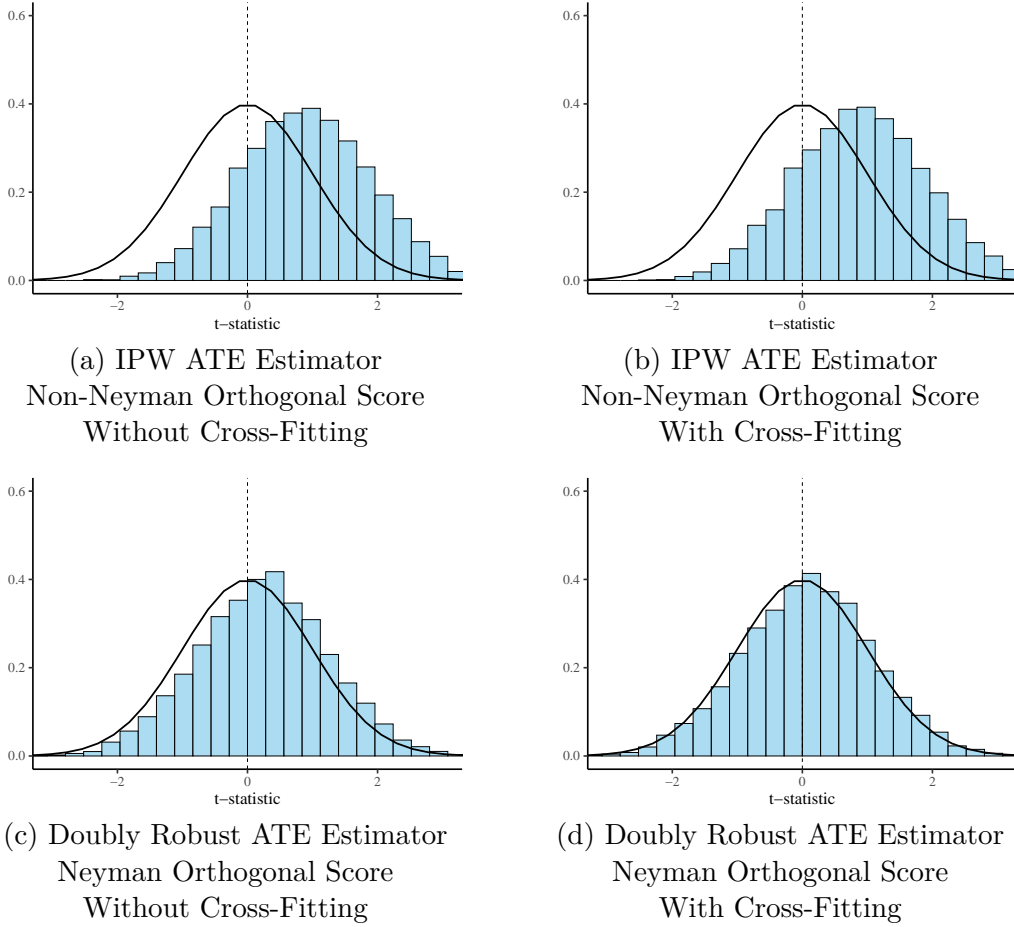 0.6
0.4
0.2
0.0
−2
0
2
t−statistic
(a) IPW ATE Estimator
Non-Neyman Orthogonal Score
Without Cross-Fitting
0.6
0.4
0.2
0.0
−2
0
2
t−statistic
(b) IPW ATE Estimator
Non-Neyman Orthogonal Score
With Cross-Fitting
0.6
0.4
0.2
0.0
−2
0
2
t−statistic
(c) Doubly Robust ATE Estimator
Neyman Orthogonal Score
Without Cross-Fitting
0.6
0.4
0.2
0.0
−2
0
2
t−statistic
(d) Doubly Robust ATE Estimator
Neyman Orthogonal Score
With Cross-Fitting